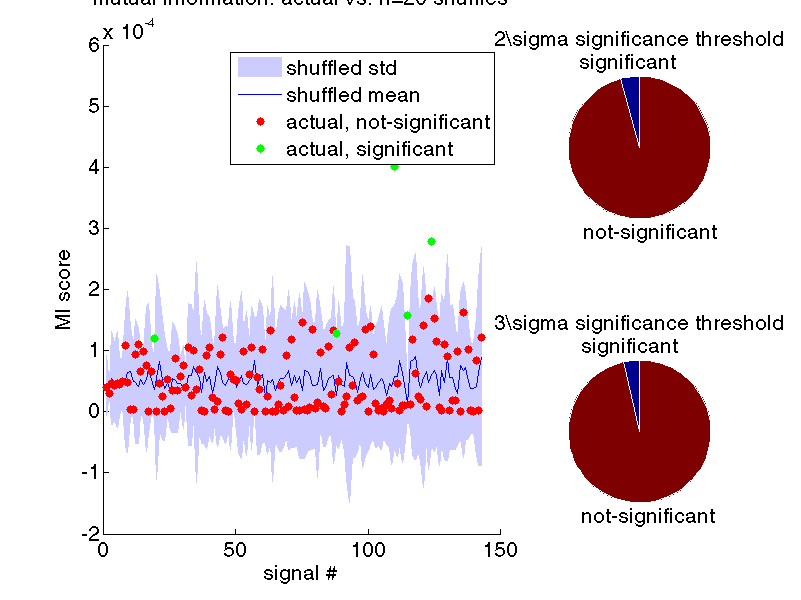 mutual information: actual vs. n=20 shuffles
x 10^-4
6
5
4
3
2
1
0
-1
-2
MI score
shuffled std
shuffled mean
actual, not-significant
actual, significant
0 50 100 150
signal #
2\sigma significance threshold
significant
not-significant
3\sigma significance threshold
significant
not-significant